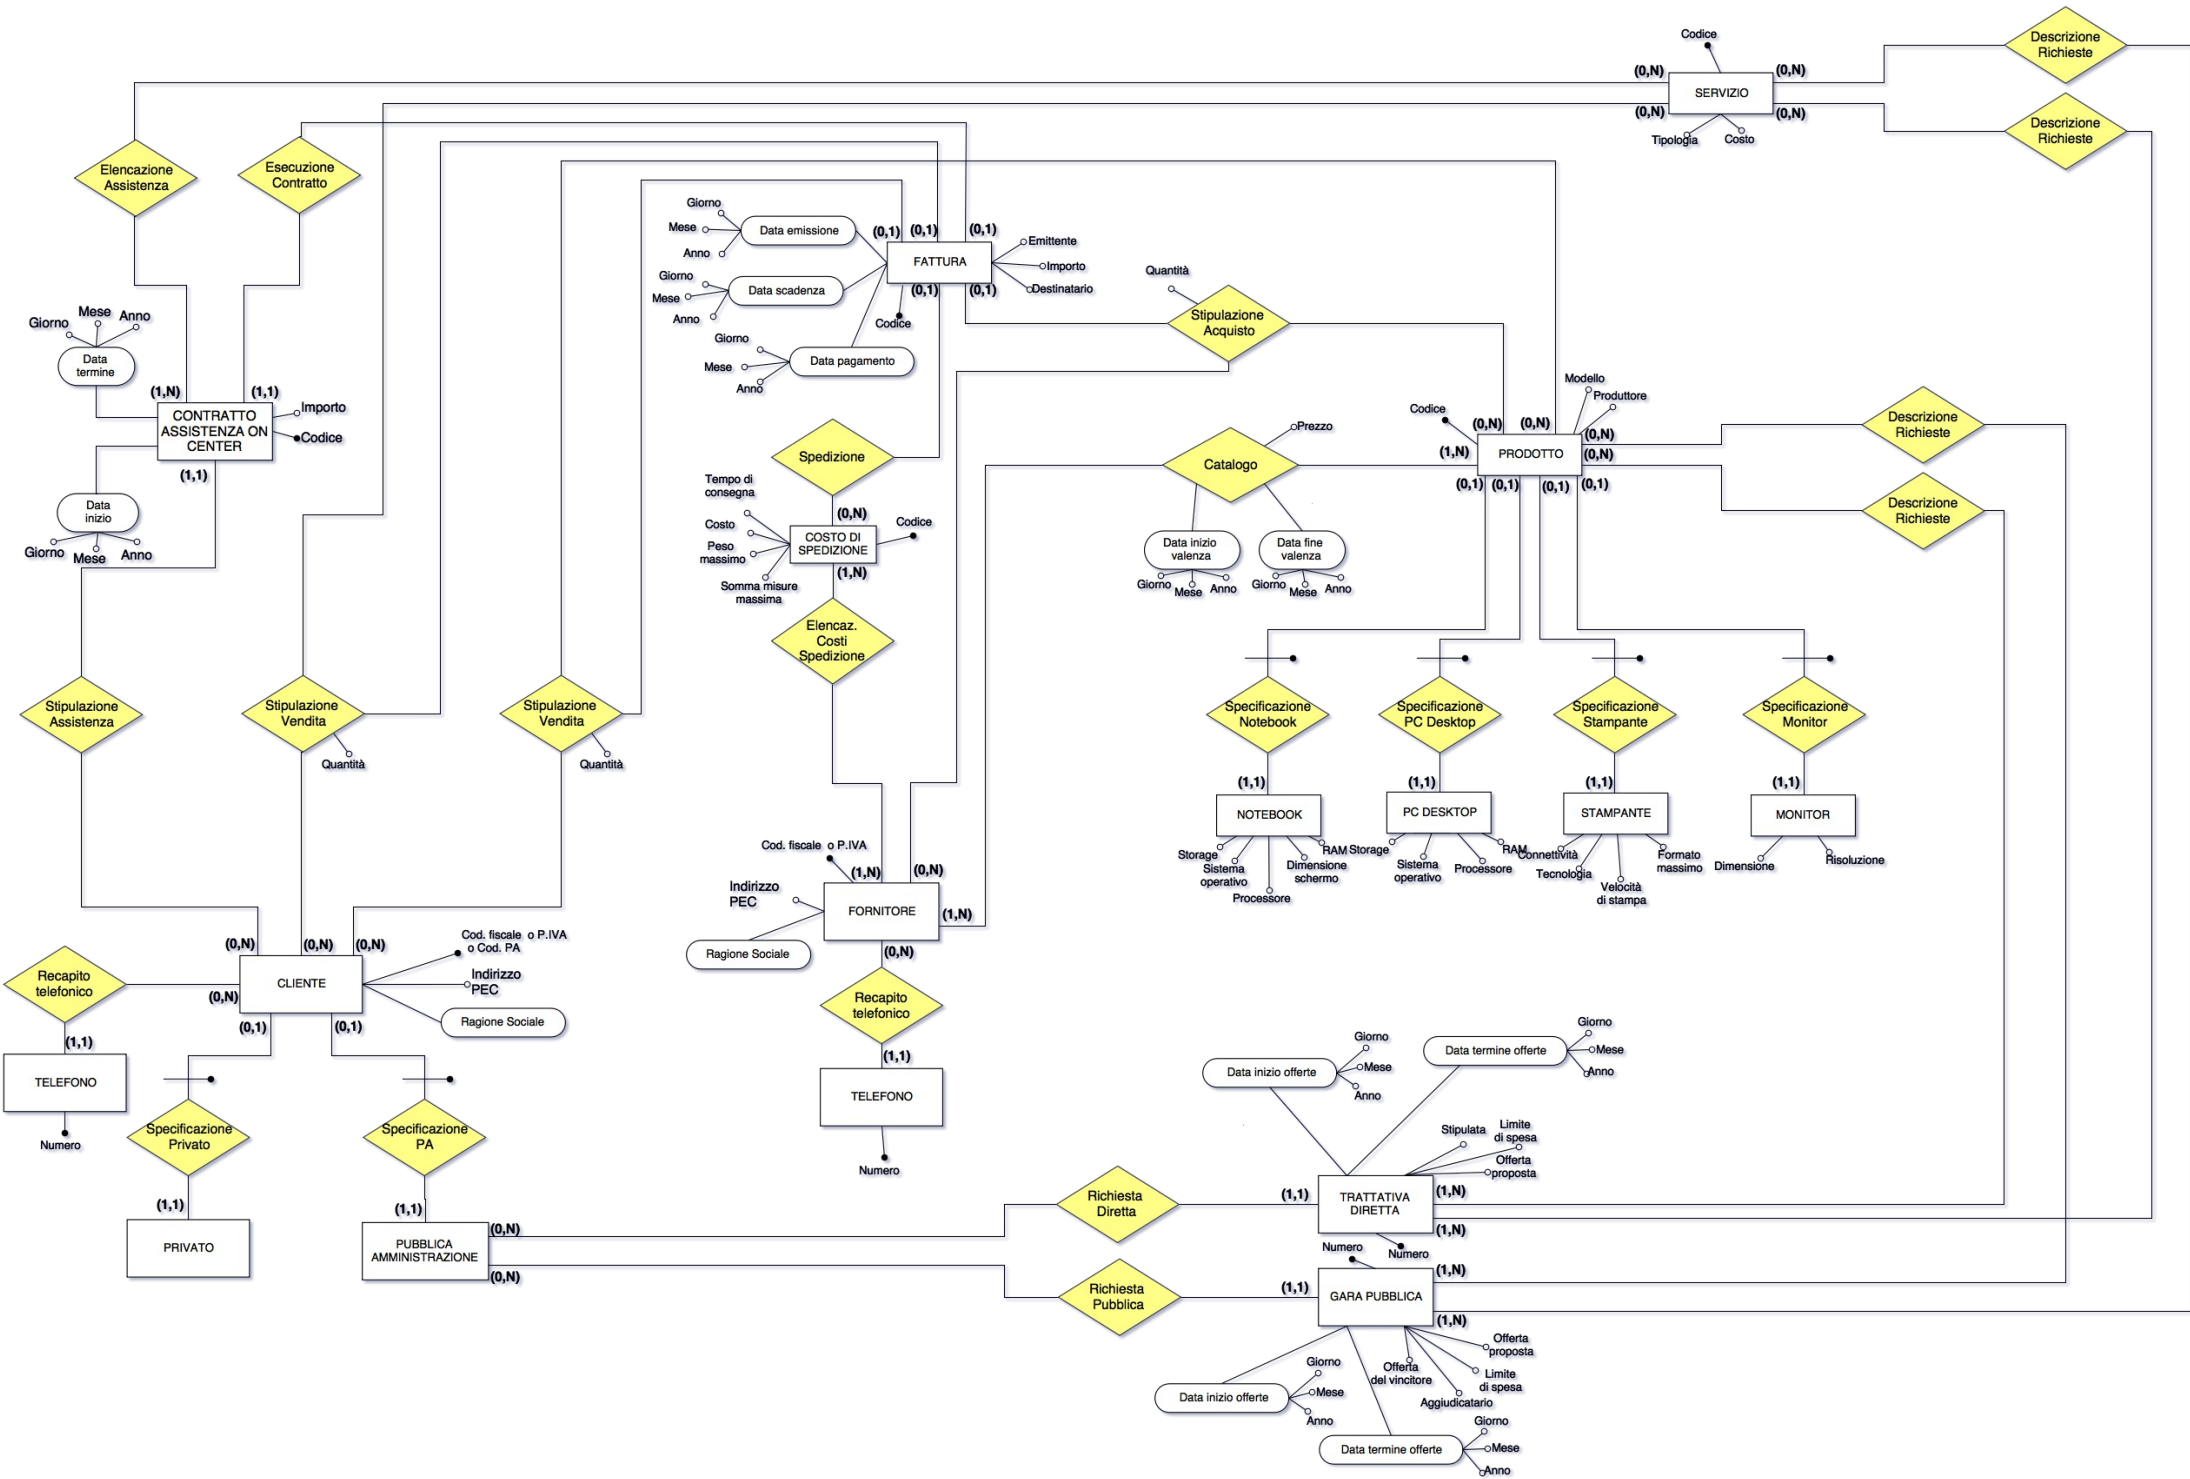 Codice
Descrizione
Richieste
(0,N)
(0,N)
SERVIZIO
(0,N)
(0,N)
Tipologia
Costo
Descrizione
Richieste
Elencazione
Assistenza
Esecuzione
Contratto
Giorno
Mese
Anno
Data emissione
(0,1)
(0,1)
(0,1)
FATTURA
Emittente
Importo
Destinatario
Giorno
Mese
Anno
Data scadenza
(0,1)
(0,1)
Codice
Giorno
Mese
Anno
Data pagamento
Quantità
Stipulazione
Acquisto
Giorno
Mese
Anno
Data
termine
(1,N)
(1,1)
CONTRATTO
ASSISTENZA ON
CENTER
Importo
Codice
(1,1)
Data
inizio
Giorno
Mese
Anno
Spedizione
Tempo di
consegna
Costo
Peso
massimo
Somma misure
massima
(0,N)
COSTO DI
SPEDIZIONE
Codice
(1,N)
Elencaz.
Costi
Spedizione
Prezzo
Catalogo
Data inizio
valenza
Giorno
Mese
Anno
Data fine
valenza
Giorno
Mese
Anno
Modello
Produttore
Codice
(0,N)
(0,N)
(0,N)
(1,N)
PRODOTTO
(0,N)
(0,1)
(0,1)
(0,1)
(0,1)
Descrizione
Richieste
Descrizione
Richieste
Stipulazione
Assistenza
Stipulazione
Vendita
Quantità
Stipulazione
Vendita
Quantità
Specificazione
Notebook
Specificazione
PC Desktop
Specificazione
Stampante
Specificazione
Monitor
(1,1)
(1,1)
(1,1)
(1,1)
NOTEBOOK
PC DESKTOP
STAMPANTE
MONITOR
Storage
Sistema
operativo
Processore
Dimensione
schermo
RAM
Storage
Sistema
operativo
Processore
RAM
Connettività
Tecnologia
Velocità
di stampa
Formato
massimo
Dimensione
Risoluzione
Cod. fiscale o P.IVA
(1,N)
(0,N)
Indirizzo
PEC
FORNITORE
(1,N)
Ragione Sociale
(0,N)
Recapito
telefonico
(1,1)
TELEFONO
Numero
(0,N)
(0,N)
(0,N)
Cod. fiscale o P.IVA
o Cod. PA
Recapito
telefonico
(0,N)
CLIENTE
Indirizzo
PEC
Ragione Sociale
(0,1)
(0,1)
(1,1)
TELEFONO
Numero
Specificazione
Privato
Specificazione
PA
(1,1)
(1,1)
PRIVATO
PUBBLICA
AMMINISTRAZIONE
(0,N)
(0,N)
Richiesta
Diretta
Richiesta
Pubblica
Data inizio offerte
Giorno
Mese
Anno
Data termine offerte
Giorno
Mese
Anno
Stipulata
Limite
di spesa
Offerta
proposta
(1,1)
TRATTATIVA
DIRETTA
(1,N)
(1,N)
Numero
Numero
(1,1)
GARA PUBBLICA
(1,N)
(1,N)
Offerta
proposta
Limite
di spesa
Aggiudicatario
Offerta
del vincitore
Data inizio offerte
Giorno
Mese
Anno
Data termine offerte
Giorno
Mese
Anno